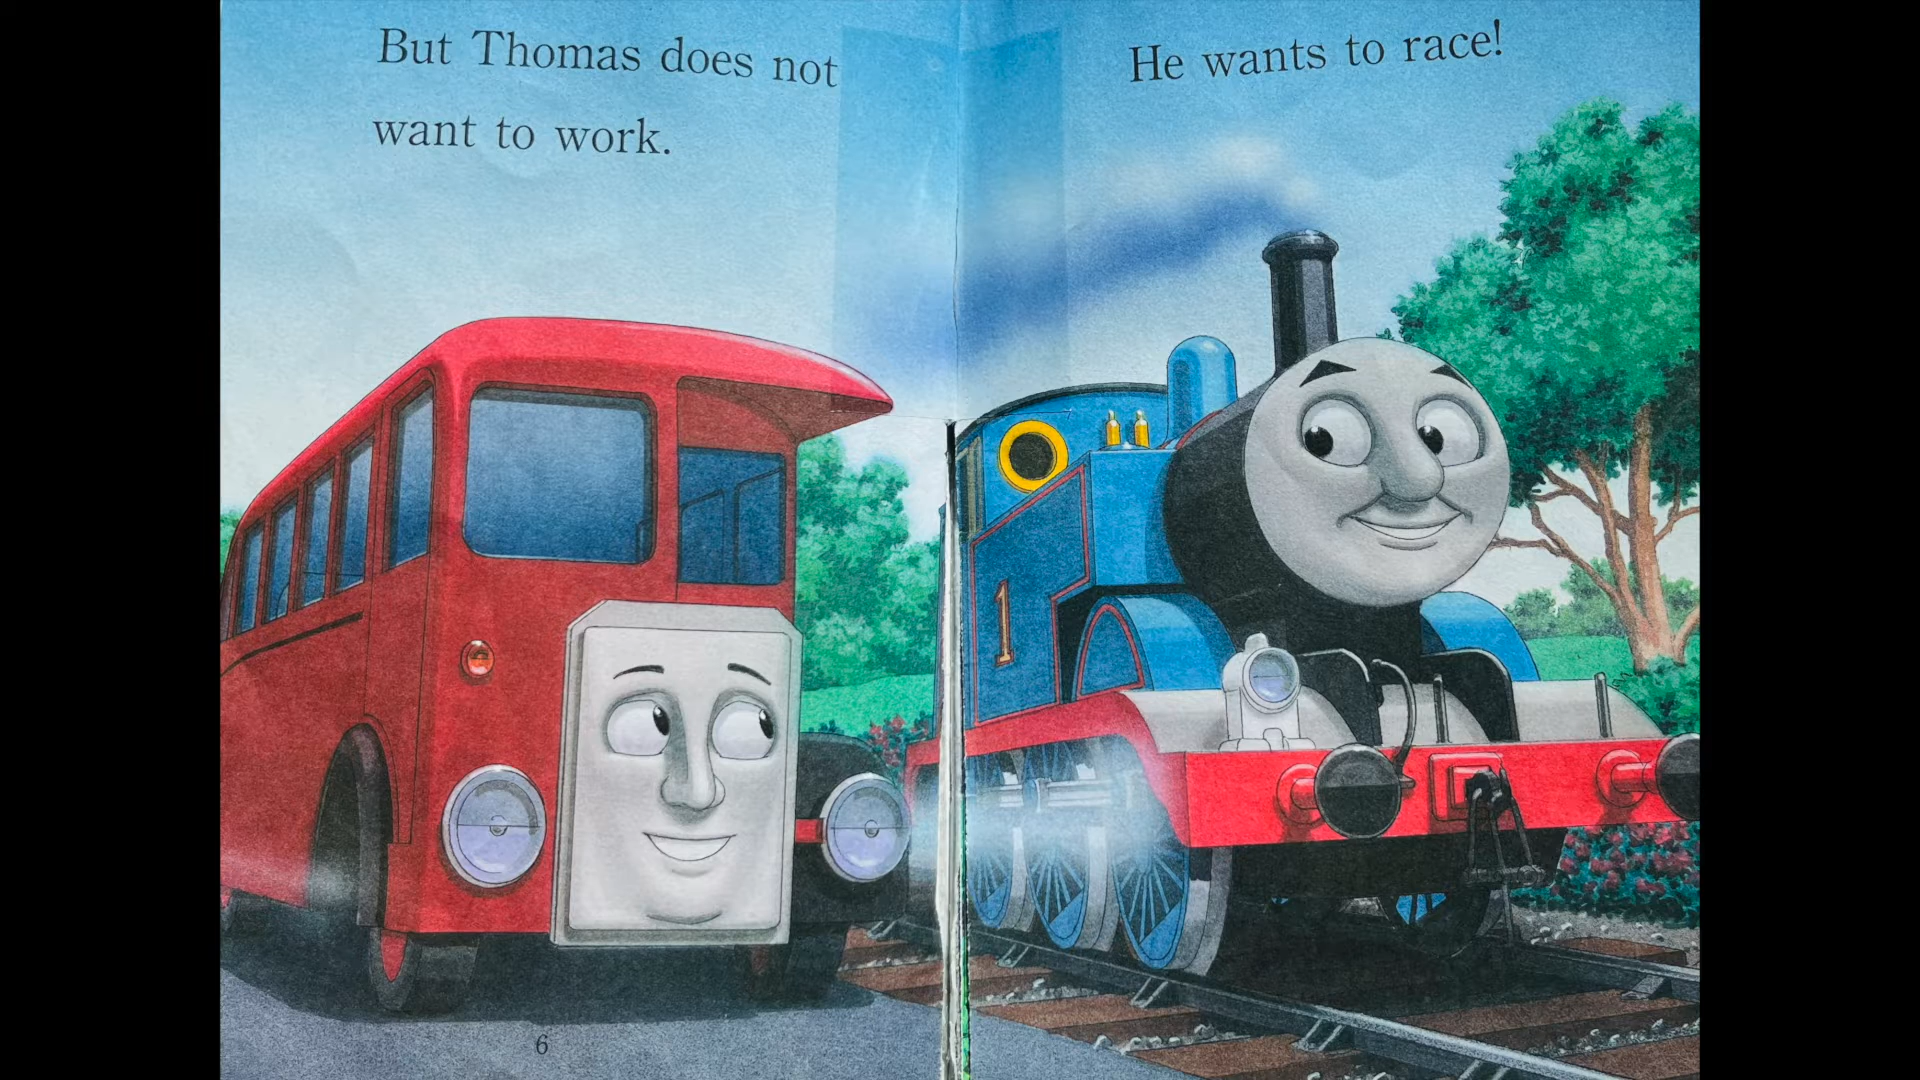 But Thomas does not
want to work.
He wants to race!
1
6